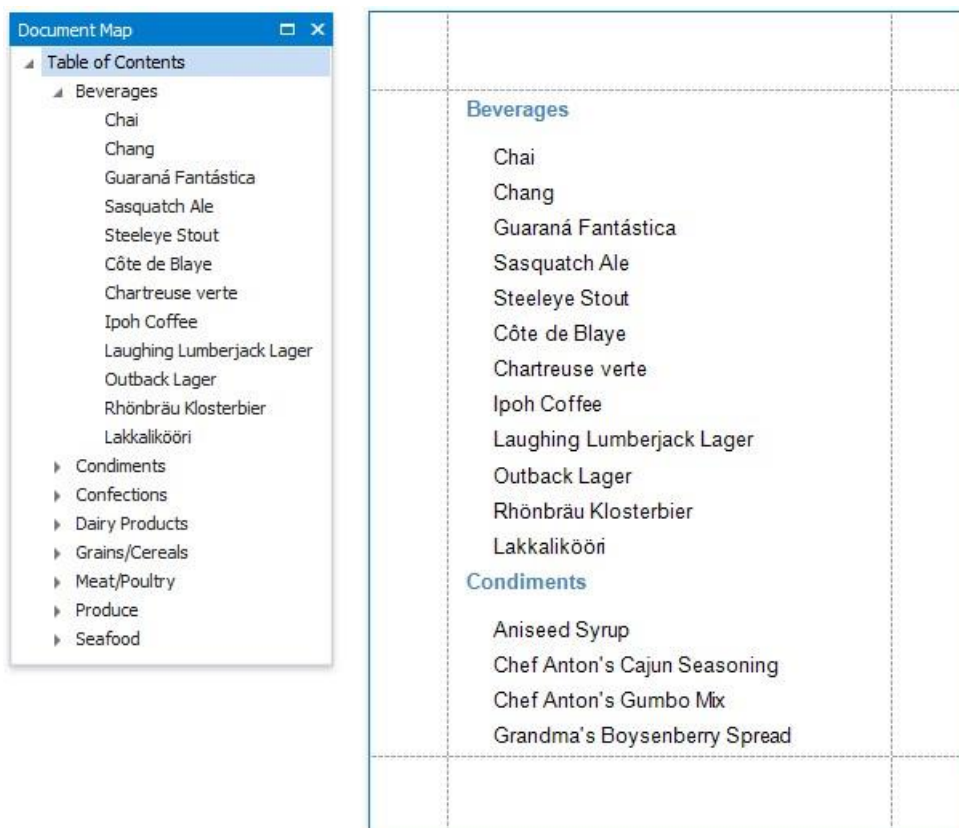 Document Map
Table of Contents
Beverages
Chai
Chang
Guaraná Fantástica
Sasquatch Ale
Steeleye Stout
Côte de Blaye
Chartreuse verte
Ipoh Coffee
Laughing Lumberjack Lager
Outback Lager
Rhönbräu Klosterbier
Lakkalikööri
Condiments
Confections
Dairy Products
Grains/Cereals
Meat/Poultry
Produce
Seafood
Beverages
Chai
Chang
Guaraná Fantástica
Sasquatch Ale
Steeleye Stout
Côte de Blaye
Chartreuse verte
Ipoh Coffee
Laughing Lumberjack Lager
Outback Lager
Rhönbräu Klosterbier
Lakkalikööri
Condiments
Aniseed Syrup
Chef Anton's Cajun Seasoning
Chef Anton's Gumbo Mix
Grandma's Boysenberry Spread